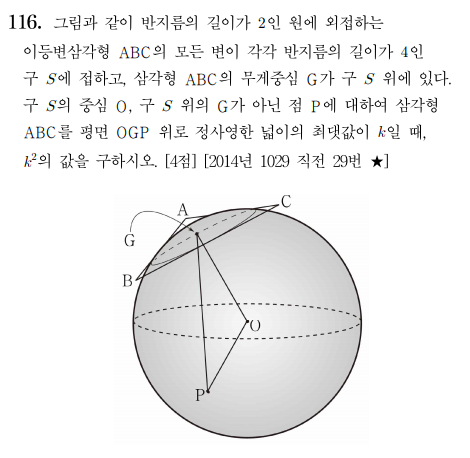 116. 그림과 같이 반지름의 길이가 2인 원에 외접하는
이등변삼각형 ABC의 모든 변이 각각 반지름의 길이가 4인
구 S에 접하고, 삼각형 ABC의 무게중심 G가 구 S 위에 있다.
구 S의 중심 O, 구 S 위의 G가 아닌 점 P에 대하여 삼각형
ABC를 평면 OGP 위로 정사영한 넓이의 최댓값이 k일 때,
k²의 값을 구하시오. [4점] [2014년 1029 직전 29번 ★]
A
C
G
B
O
P